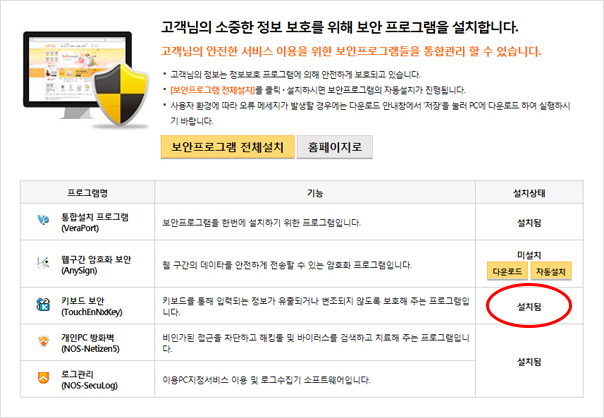 고객님의 소중한 정보 보호를 위해 보안 프로그램을 설치합니다.
고객님의 안전한 서비스 이용을 위한 보안프로그램들을 통합관리 할 수 있습니다.
• 고객님의 정보는 정보보호 프로그램에 의해 안전하게 보호되고 있습니다.
• [보안프로그램 전체설치]를 클릭·설치하시면 보안프로그램의 자동설치가 진행됩니다.
• 사용자 환경에 따라 오류 메세지가 발생할 경우에는 다운로드 안내창에서 '저장'을 눌러 PC에 다운로드 하여 실행하시
기 바랍니다.
보안프로그램 전체설치 홈페이지로
프로그램명 기능 설치상태
통합설치 프로그램
(VeraPort)
보안프로그램을 한번에 설치하기 위한 프로그램입니다.
설치됨
웹구간 암호화 보안
(AnySign)
웹 구간의 데이타를 안전하게 전송할 수 있는 암호화 프로그램입니다.
미설치
다운로드 자동설치
키보드 보안
(TouchEnNxKey)
키보드를 통해 입력되는 정보가 유출되거나 변조되지 않도록 보호해 주는 프로그램입
니다.
설치됨
개인PC 방화벽
(NOS-Netizen5)
비인가된 접근을 차단하고 해킹툴 및 바이러스를 검색하고 치료해 주는 프로그램입
니다.
설치됨
로그관리
(NOS-SecuLog)
이용PC지정서비스 이용 및 로그수집기 소프트웨어입니다.